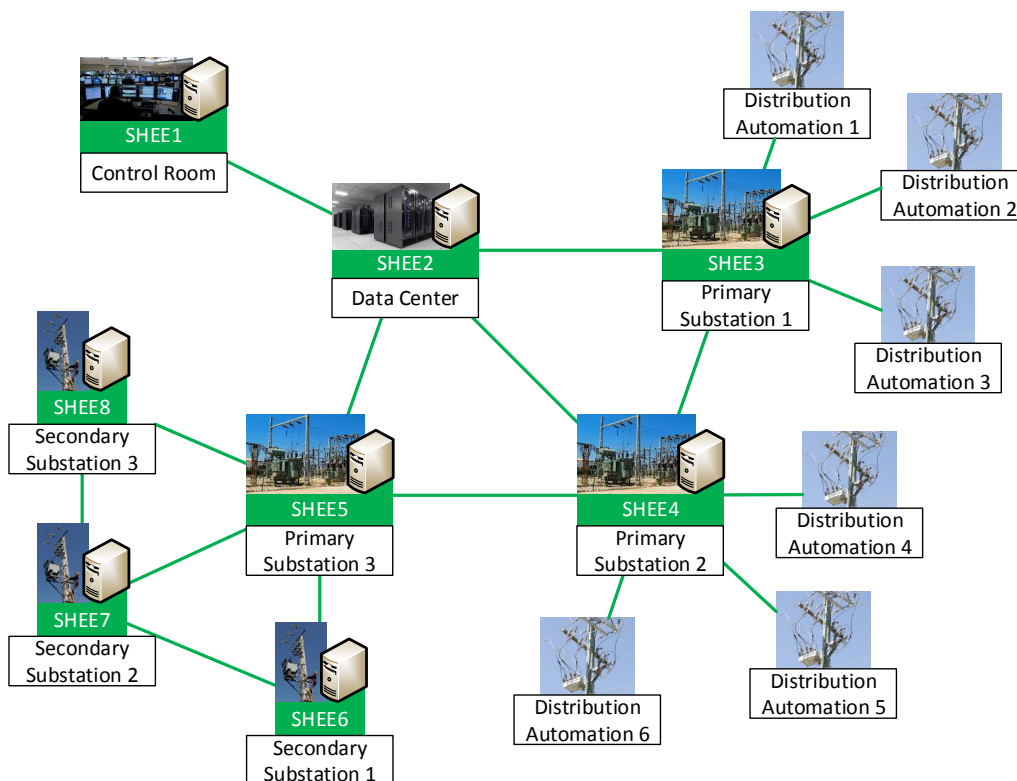 Distribution
Automation 1
SHEE1
Control Room
Distribution
Automation 2
SHEE2
Data Center
SHEE3
Primary
Substation 1
Distribution
Automation 3
SHEE8
Secondary
Substation 3
SHEE5
Primary
Substation 3
SHEE4
Primary
Substation 2
Distribution
Automation 4
SHEE7
Secondary
Substation 2
SHEE6
Secondary
Substation 1
Distribution
Automation 6
Distribution
Automation 5